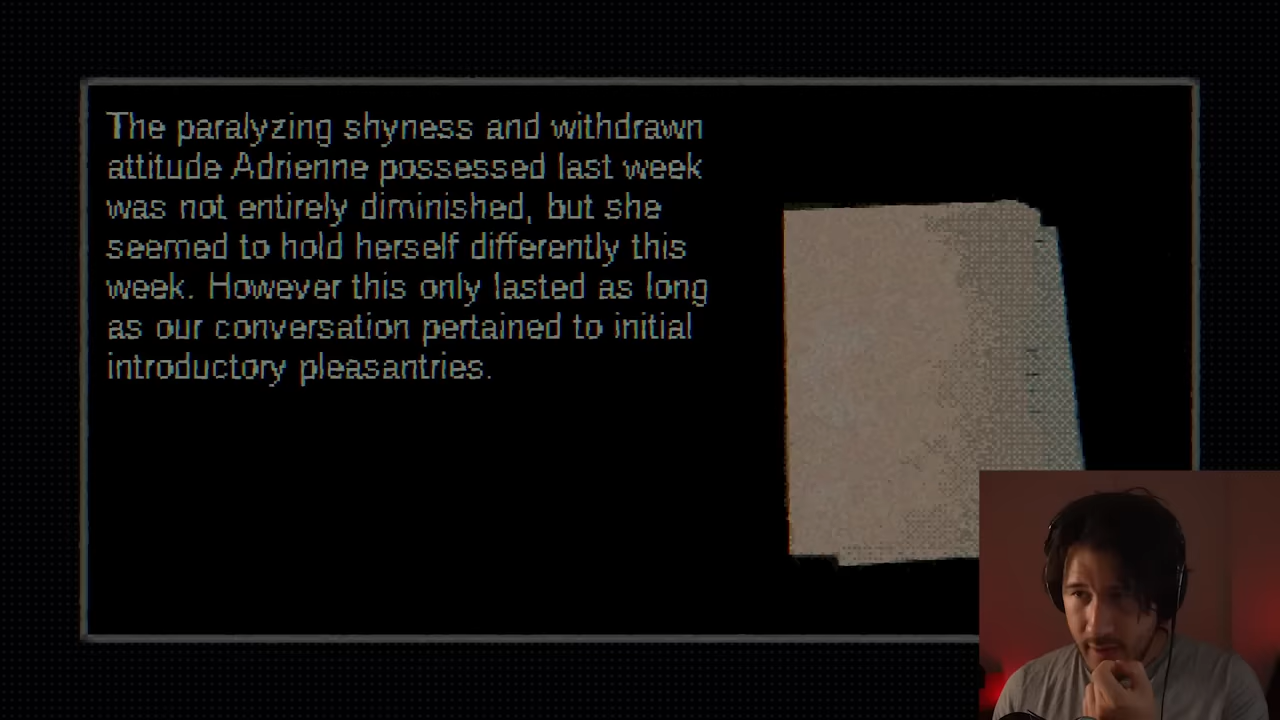 The paralyzing shyness and withdrawn
attitude Adrienne possessed last week
was not entirely diminished, but she
seemed to hold herself differently this
week. However this only lasted as long
as our conversation pertained to initial
introductory pleasantries.